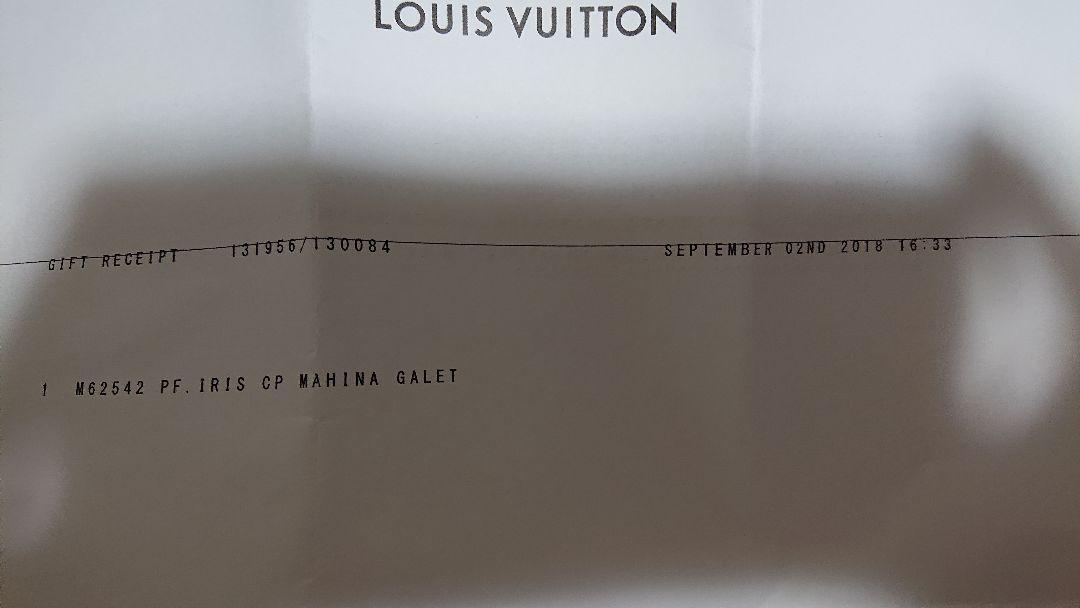 LOUIS VUITTON
GIFT RECEIPT 131956/130084 SEPTEMBER 02ND 2018 16:33
1 M62542 PF.IRIS CP MAHINA GALET